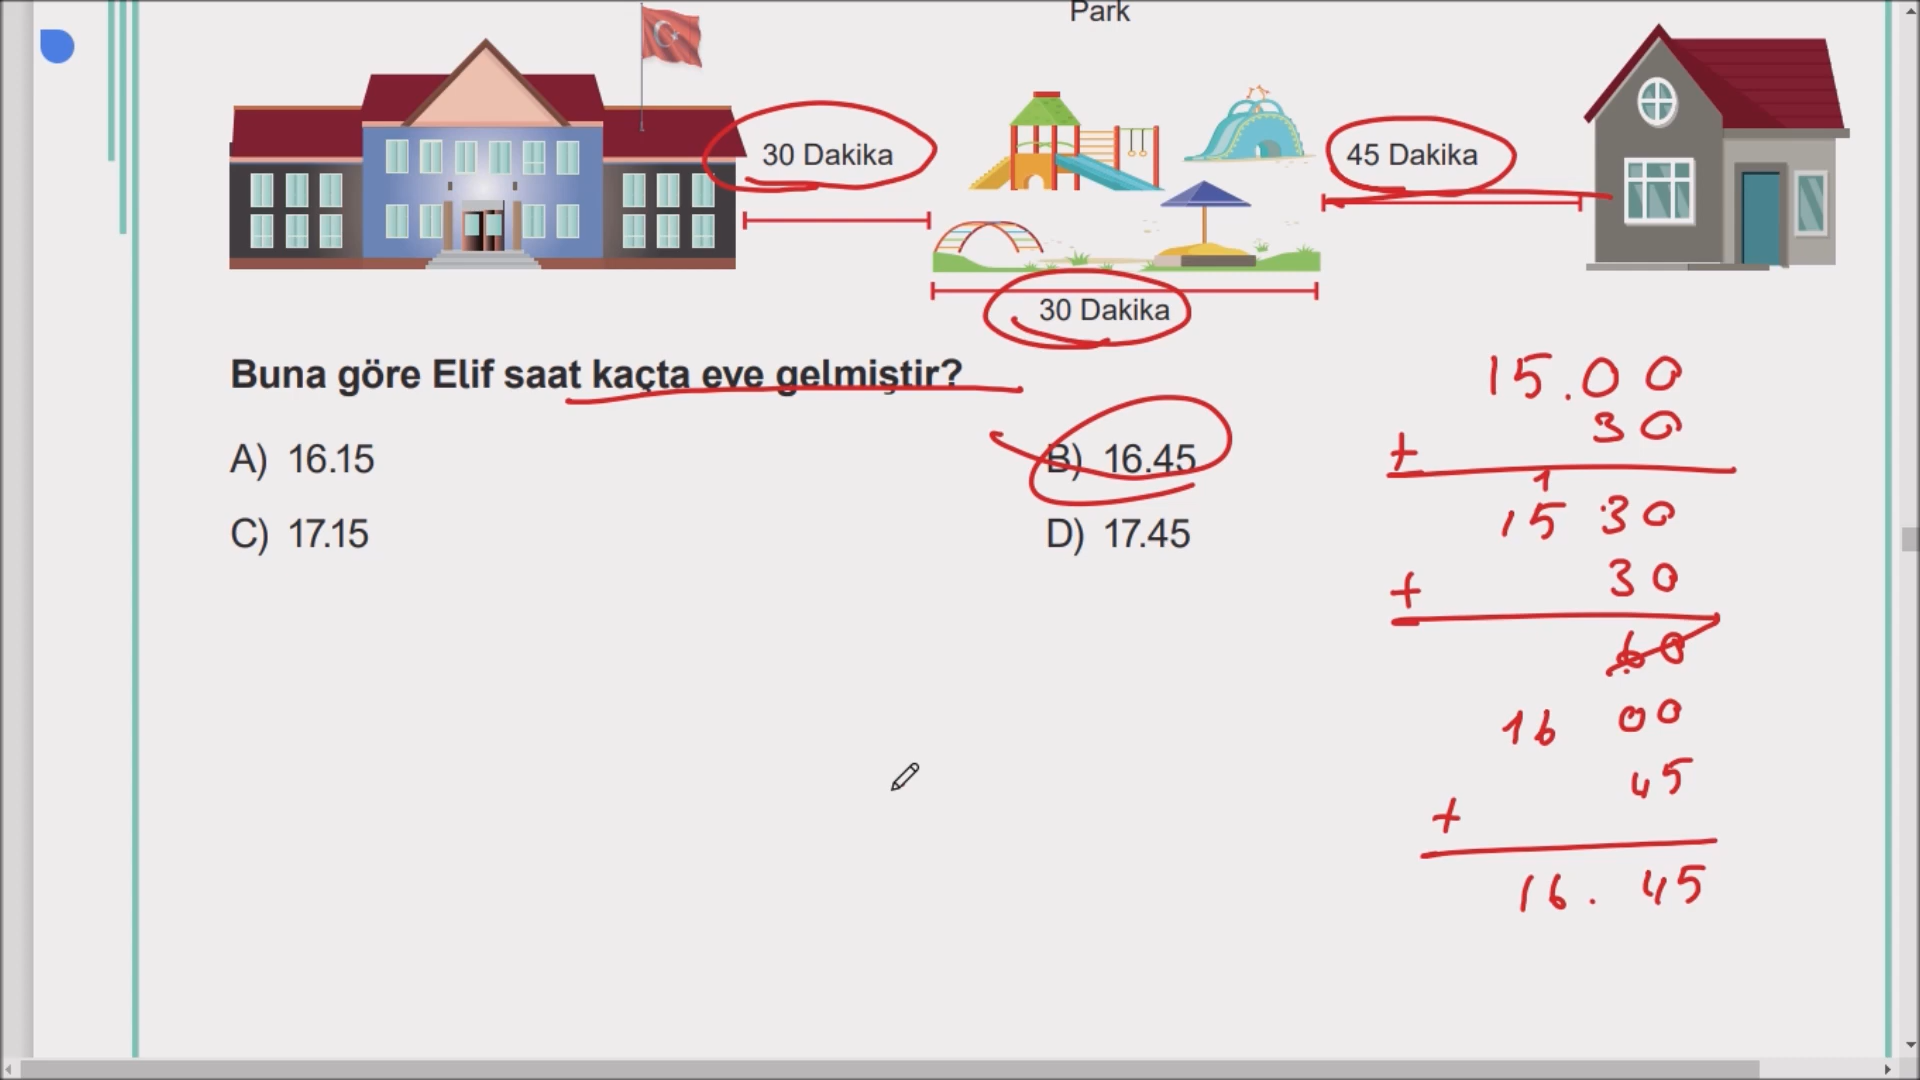 Park
30 Dakika
45 Dakika
30 Dakika
Buna göre Elif saat kaçta eve gelmiştir?
A) 16.15
B) 16.45
C) 17.15
D) 17.45
15.00
+ 30
1
15 30
+ 30
60
16 00
+ 45
16.45